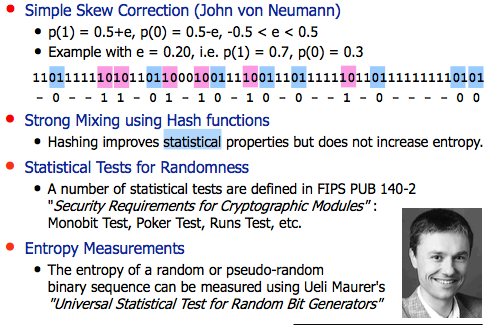 Simple Skew Correction (John von Neumann)
p(1) = 0.5+e, p(0) = 0.5-e, -0.5 < e < 0.5
Example with e = 0.20, i.e. p(1) = 0.7, p(0) = 0.3
11011111101011011000100111100111011111101101111111110101
- 0 - - 1 1 - 0 1 - 1 0 - 1 0 - 0 - - 1 - 0 - - - - 0 0
Strong Mixing using Hash functions
Hashing improves statistical properties but does not increase entropy.
Statistical Tests for Randomness
A number of statistical tests are defined in FIPS PUB 140-2
"Security Requirements for Cryptographic Modules" :
Monobit Test, Poker Test, Runs Test, etc.
Entropy Measurements
The entropy of a random or pseudo-random
binary sequence can be measured using Ueli Maurer's
"Universal Statistical Test for Random Bit Generators"